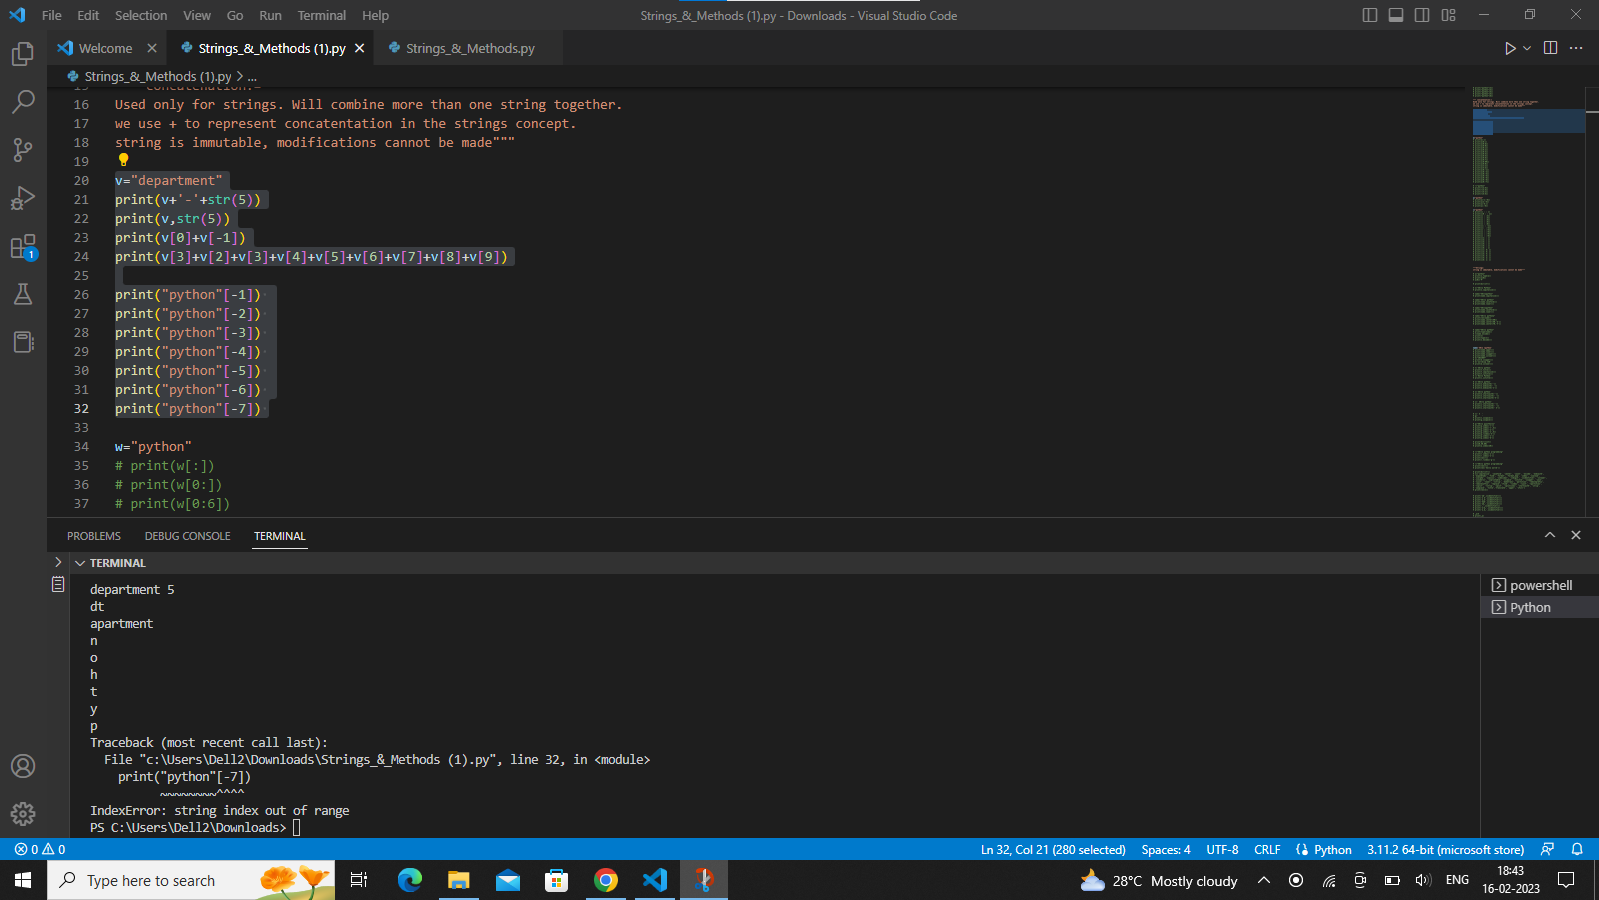 File Edit Selection View Go Run Terminal Help
Strings_&_Methods (1).py - Downloads - Visual Studio Code
Welcome
Strings_&_Methods (1).py
Strings_&_Methods.py
Strings_&_Methods (1).py > ...
15 concatenation:-
16 Used only for strings. Will combine more than one string together.
17 we use + to represent concatentation in the strings concept.
18 string is immutable, modifications cannot be made"""
19
20 v="department"
21 print(v+'-'+str(5))
22 print(v,str(5))
23 print(v[0]+v[-1])
24 print(v[3]+v[2]+v[3]+v[4]+v[5]+v[6]+v[7]+v[8]+v[9])
25
26 print("python"[-1])
27 print("python"[-2])
28 print("python"[-3])
29 print("python"[-4])
30 print("python"[-5])
31 print("python"[-6])
32 print("python"[-7])
33
34 w="python"
35 # print(w[:])
36 # print(w[0:])
37 # print(w[0:6])
1
PROBLEMS DEBUG CONSOLE TERMINAL
TERMINAL
department 5
dt
apartment
n
o
h
t
y
p
Traceback (most recent call last):
File "c:\Users\Dell2\Downloads\Strings_&_Methods (1).py", line 32, in <module>
print("python"[-7])
~~~~~~~~^^^^
IndexError: string index out of range
PS C:\Users\Dell2\Downloads>
powershell
Python
0 0
Ln 32, Col 21 (280 selected) Spaces: 4 UTF-8 CRLF Python 3.11.2 64-bit (microsoft store)
Type here to search
28°C Mostly cloudy
ENG
18:43
16-02-2023